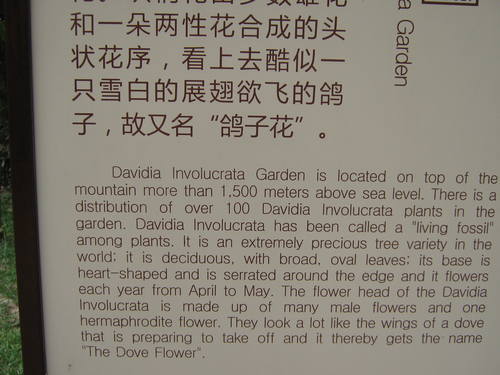 和一朵两性花合成的头
状花序，看上去酷似一
只雪白的展翅欲飞的鸽
子，故又名“鸽子花”。
a Garden
Davidia Involucrata Garden is located on top of the
mountain more than 1,500 meters above sea level. There is a
distribution of over 100 Davidia Involucrata plants in the
garden. Davidia Involucrata has been called a "living fossil"
among plants. It is an extremely precious tree variety in the
world; it is deciduous, with broad, oval leaves; its base is
heart-shaped and is serrated around the edge and it flowers
each year from April to May. The flower head of the Davidia
Involucrata is made up of many male flowers and one
hermaphrodite flower. They look a lot like the wings of a dove
that is preparing to take off and it thereby gets the name
"The Dove Flower".